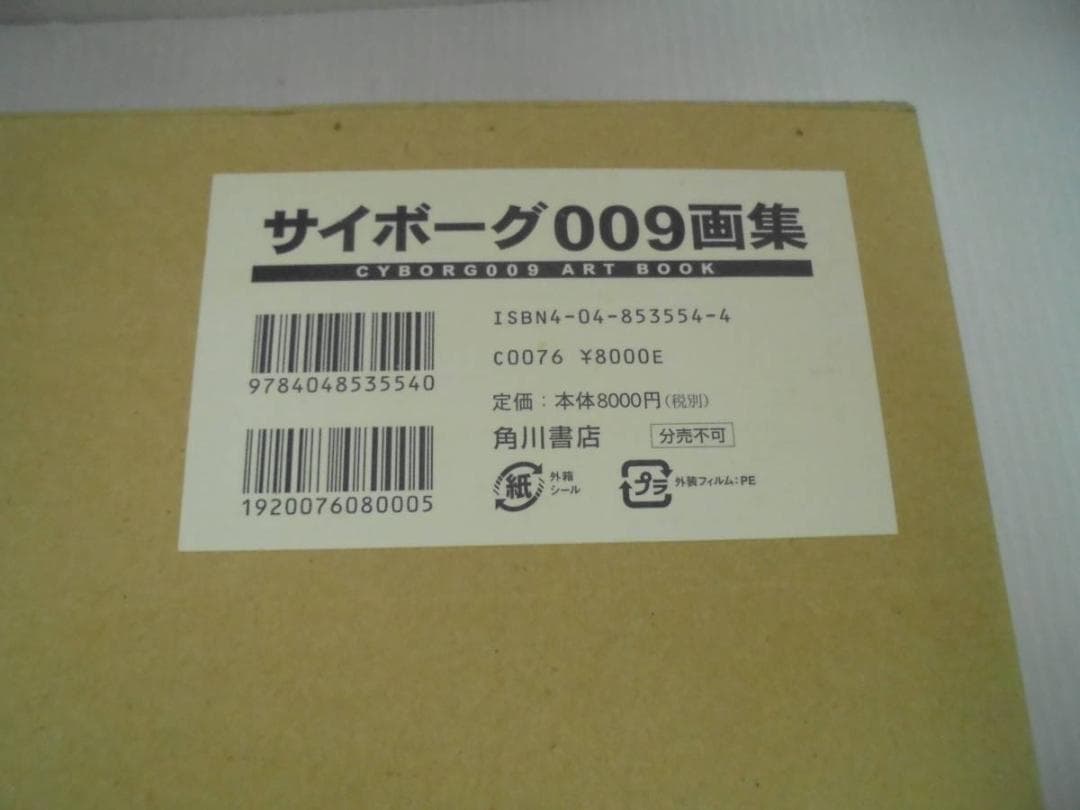 サイボーグ009画集
CYBORG009 ART BOOK
ISBN4-04-853554-4
C0076 ¥8000E
9784048535540
定価：本体8000円（税別）
角川書店 分売不可
1920076080005
紙 外箱
シール
プラ 外装フィルム：PE